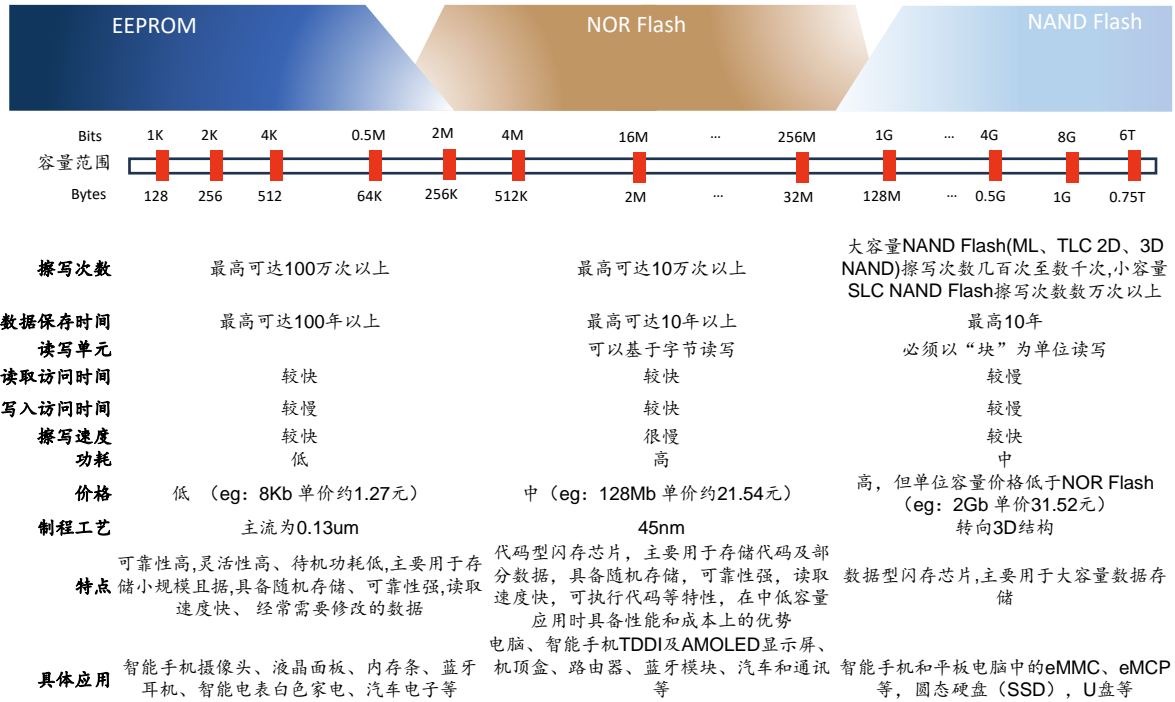 EEPROM NOR Flash NAND Flash
Bits 1K 2K 4K 0.5M 2M 4M 16M ... 256M 1G ... 4G 8G 6T
容量范围
Bytes 128 256 512 64K 256K 512K 2M ... 32M 128M ... 0.5G 1G 0.75T
擦写次数 最高可达100万次以上 最高可达10万次以上
大容量NAND Flash(ML、TLC 2D、3D
NAND)擦写次数几百次至数千次,小容量
SLC NAND Flash擦写次数数万次以上
数据保存时间 最高可达100年以上 最高可达10年以上 最高10年
读写单元 可以基于字节读写 必须以“块”为单位读写
读取访问时间 较快 较快 较慢
写入访问时间 较慢 较快 较慢
擦写速度 较快 很慢 较快
功耗 低 高 中
价格 低 （eg：8Kb 单价约1.27元） 中（eg：128Mb 单价约21.54元）
高，但单位容量价格低于NOR Flash
（eg：2Gb 单价31.52元）
制程工艺 主流为0.13um 45nm 转向3D结构
特点
可靠性高,灵活性高、待机功耗低,主要用于存
储小规模且据,具备随机存储、可靠性强,读取
速度快、 经常需要修改的数据
代码型闪存芯片，主要用于存储代码及部
分数据，具备随机存储，可靠性强，读取
速度快，可执行代码等特性，在中低容量
应用时具备性能和成本上的优势
数据型闪存芯片,主要用于大容量数据存
储
具体应用
智能手机摄像头、液晶面板、内存条、蓝牙
耳机、智能电表白色家电、汽车电子等
电脑、智能手机TDDI及AMOLED显示屏、
机顶盒、路由器、蓝牙模块、汽车和通讯
等
智能手机和平板电脑中的eMMC、eMCP
等，圆态硬盘（SSD），U盘等